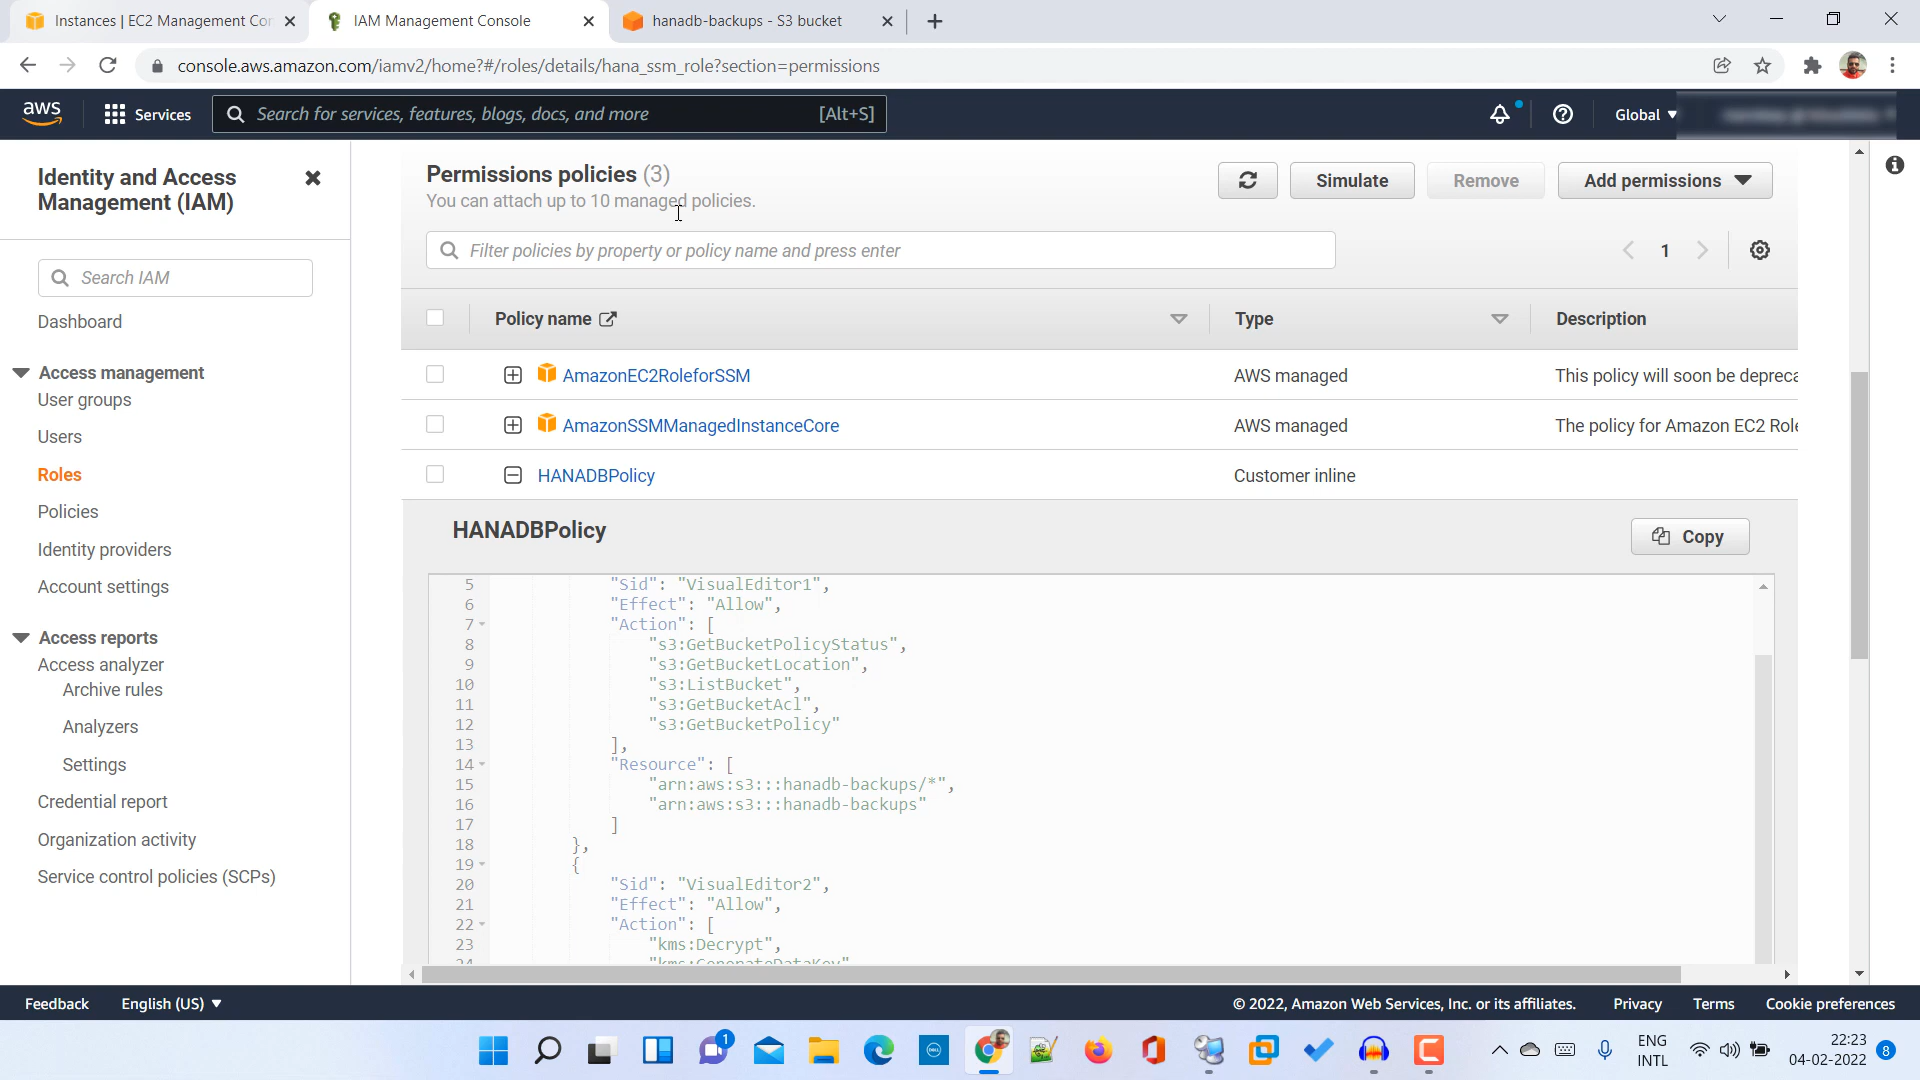 Instances | EC2 Management Cor
IAM Management Console
hanadb-backups - S3 bucket
console.aws.amazon.com/iamv2/home?#/roles/details/hana_ssm_role?section=permissions
aws
Services
Search for services, features, blogs, docs, and more
[Alt+S]
Global
Identity and Access
Management (IAM)
Search IAM
Dashboard
Access management
User groups
Users
Roles
Policies
Identity providers
Account settings
Access reports
Access analyzer
Archive rules
Analyzers
Settings
Credential report
Organization activity
Service control policies (SCPs)
Permissions policies (3)
You can attach up to 10 managed policies.
Simulate
Remove
Add permissions
Filter policies by property or policy name and press enter
1
Policy name
Type
Description
AmazonEC2RoleforSSM
AWS managed
This policy will soon be depreca
AmazonSSMManagedInstanceCore
AWS managed
The policy for Amazon EC2 Role
HANADBPolicy
Customer inline
HANADBPolicy
Copy
5 "Sid": "VisualEditor1",
6 "Effect": "Allow",
7 "Action": [
8 "s3:GetBucketPolicyStatus",
9 "s3:GetBucketLocation",
10 "s3:ListBucket",
11 "s3:GetBucketAcl",
12 "s3:GetBucketPolicy"
13 ],
14 "Resource": [
15 "arn:aws:s3:::hanadb-backups/*",
16 "arn:aws:s3:::hanadb-backups"
17 ]
18 },
19 {
20 "Sid": "VisualEditor2",
21 "Effect": "Allow",
22 "Action": [
23 "kms:Decrypt",
24 "kms:GenerateDataKey"
Feedback
English (US)
© 2022, Amazon Web Services, Inc. or its affiliates.
Privacy
Terms
Cookie preferences
1
DELL
ENG
INTL
22:23
04-02-2022
8